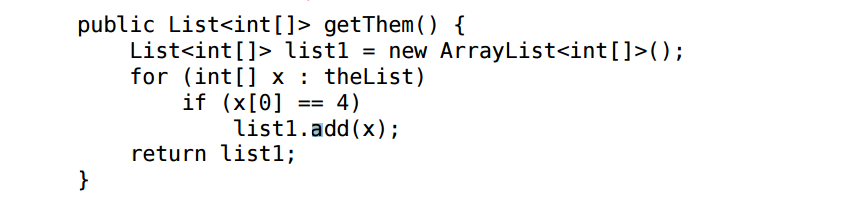 public List<int[]> getThem() {
    List<int[]> list1 = new ArrayList<int[]>();
    for (int[] x : theList)
        if (x[0] == 4)
            list1.add(x);
    return list1;
}